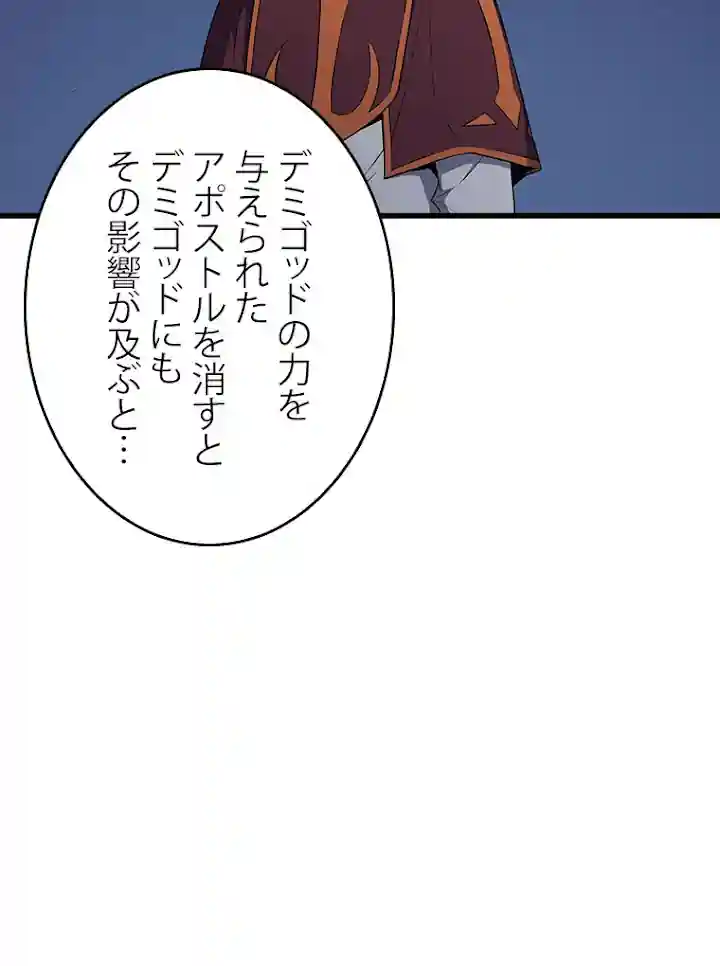 デミゴッドの力を
与えられた
アポストルを消すと
デミゴッドにも
その影響が及ぶと…